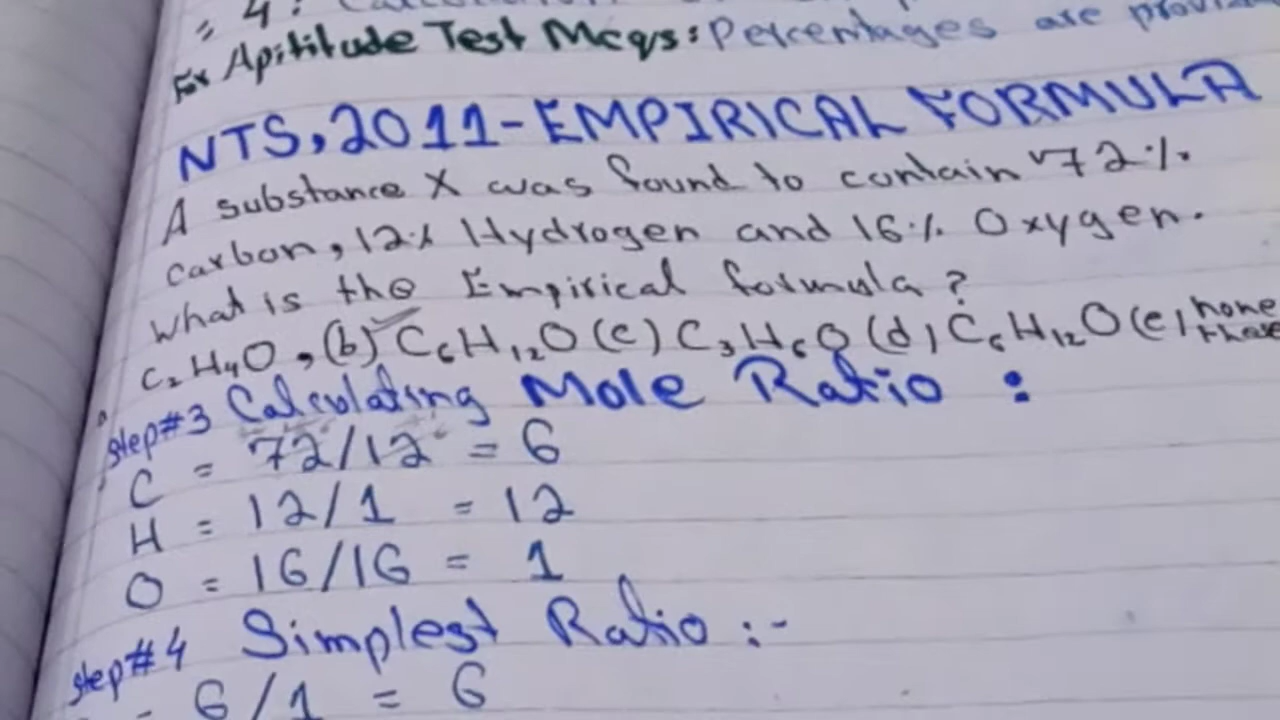 4:
For Aptitude Test Mcqs: Percentages are
NTS, 2011-EMPIRICAL FORMULA
A substance X was found to contain 72%
carbon, 12% Hydrogen and 16% Oxygen.
What is the Empirical formula?
C₂H₄O, (b) C₆H₁₂O (c) C₃H₆O (d) C₆H₁₂O (e) none
Step#3 Calculating Mole Ratio:
C = 72/12 = 6
H = 12/1 = 12
O = 16/16 = 1
Step#4 Simplest Ratio:-
6/1 = 6